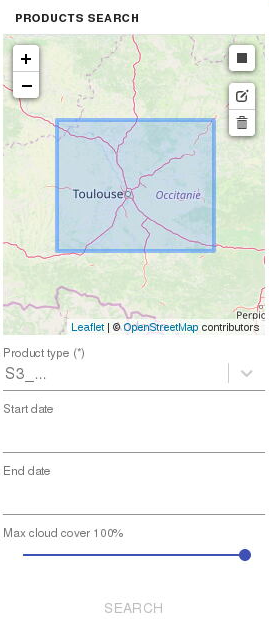 PRODUCTS SEARCH
+
−
Toulouse
Occitanie
Perpig
Leaflet | © OpenStreetMap contributors
Product type (*)
S3_...
Start date
End date
Max cloud cover 100%
SEARCH